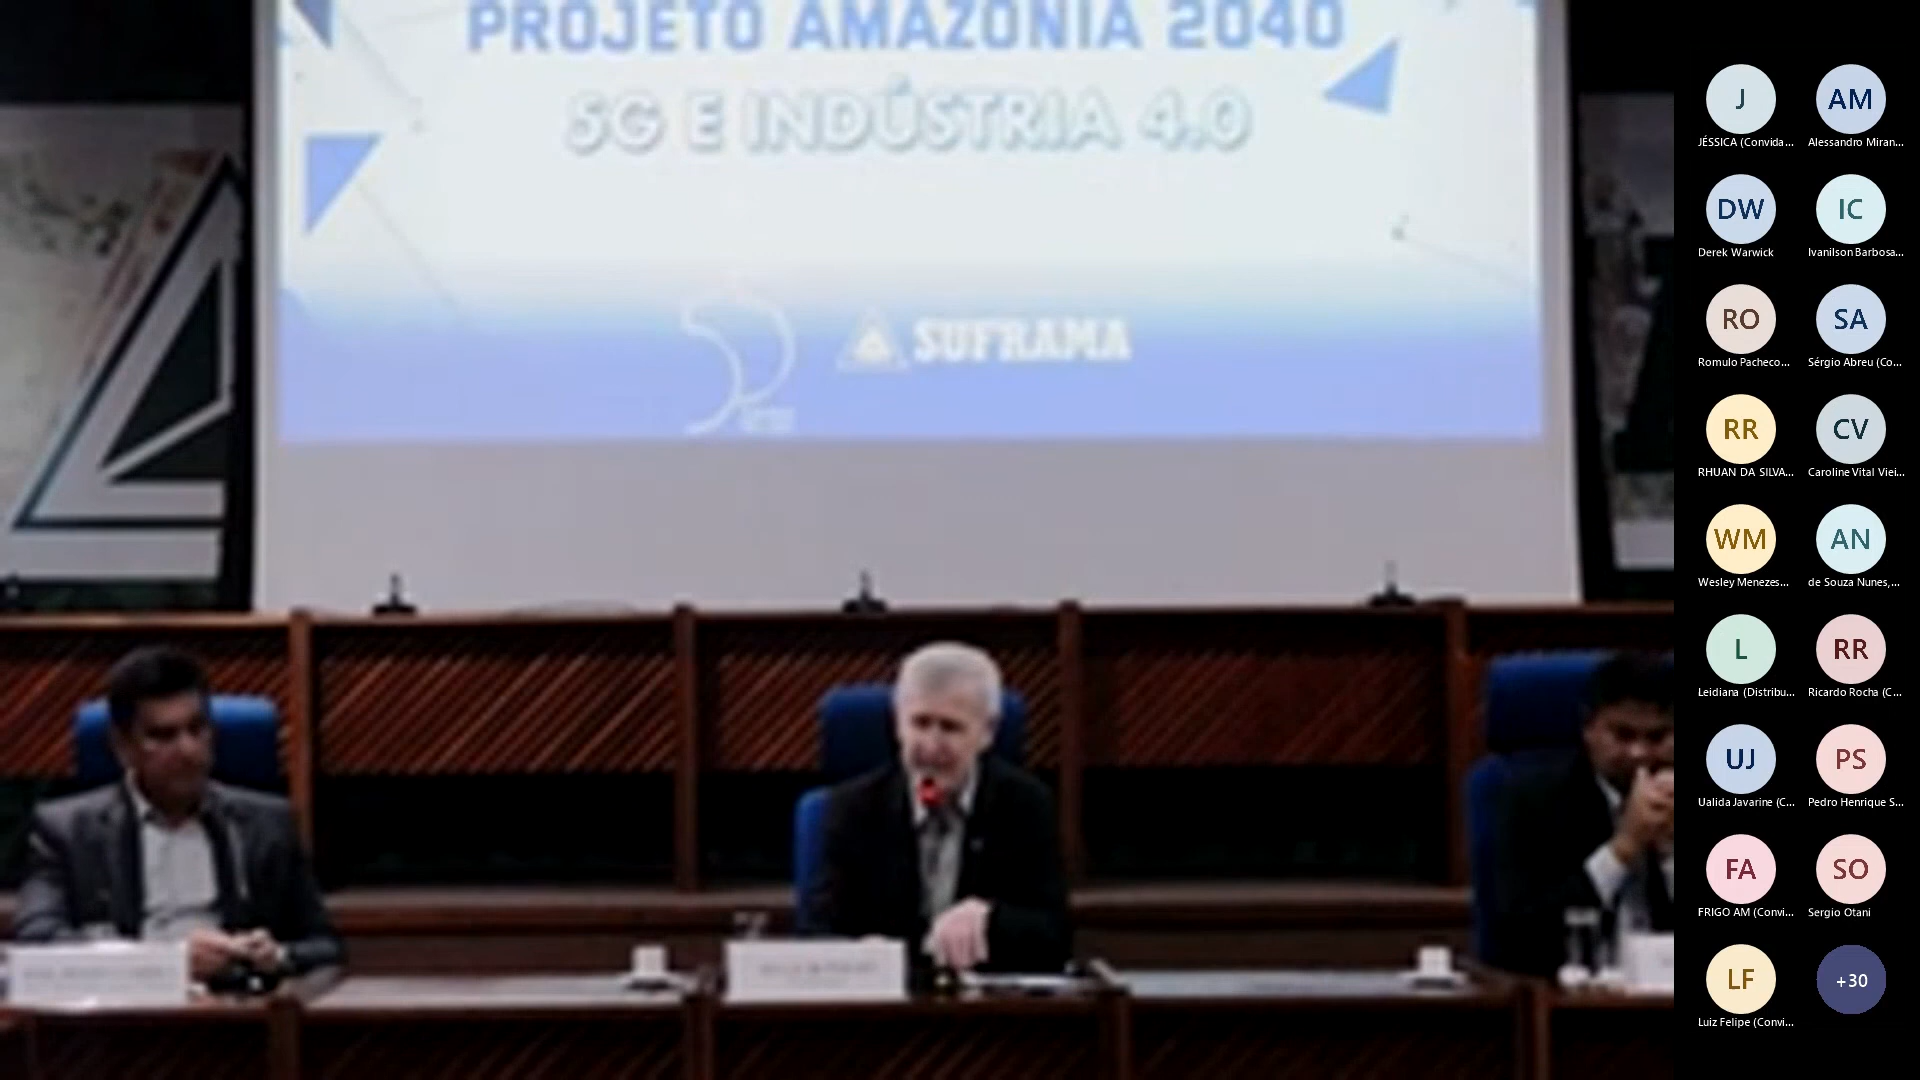 PROJETO AMAZÔNIA 2040
5G E INDÚSTRIA 4.0
SUFRAMA
J
JÉSSICA (Convida...
AM
Alessandro Miran...
DW
Derek Warwick
IC
Ivanilson Barbosa...
RO
Romulo Pacheco...
SA
Sérgio Abreu (Co...
RR
RHUAN DA SILVA...
CV
Caroline Vital Viei...
WM
Wesley Menezes...
AN
de Souza Nunes,...
L
Leidiana (Distribu...
RR
Ricardo Rocha (C...
UJ
Ualida Javarine (C...
PS
Pedro Henrique S...
FA
FRIGO AM (Convi...
SO
Sergio Otani
LF
Luiz Felipe (Convi...
+30